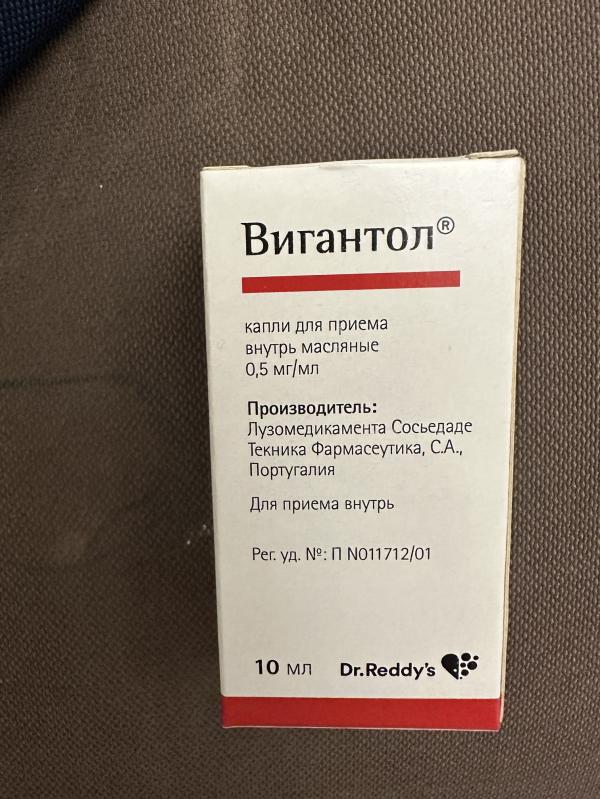 Вигантол®
капли для приема
внутрь масляные
0,5 мг/мл
Производитель:
Лузомедикамента Сосьедаде
Текника Фармасеутика, С.А.,
Португалия
Для приема внутрь
Рег. уд. №: П N011712/01
10 мл Dr.Reddy's